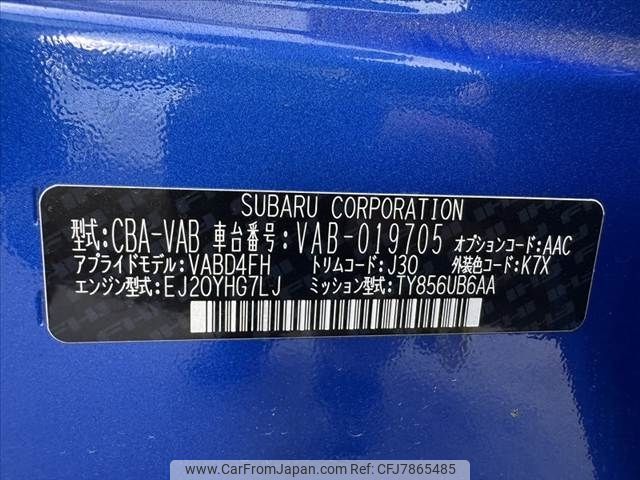 SUBARU CORPORATION
型式:CBA-VAB 車台番号:VAB-019705 オプションコード:AAC
アプライドモデル:VABD4FH トリムコード:J30 外装色コード:K7X
エンジン型式:EJ20YHG7LJ ミッション型式:TY856UB6AA
www.CarFromJapan.com - Ref No. CFJ7865485